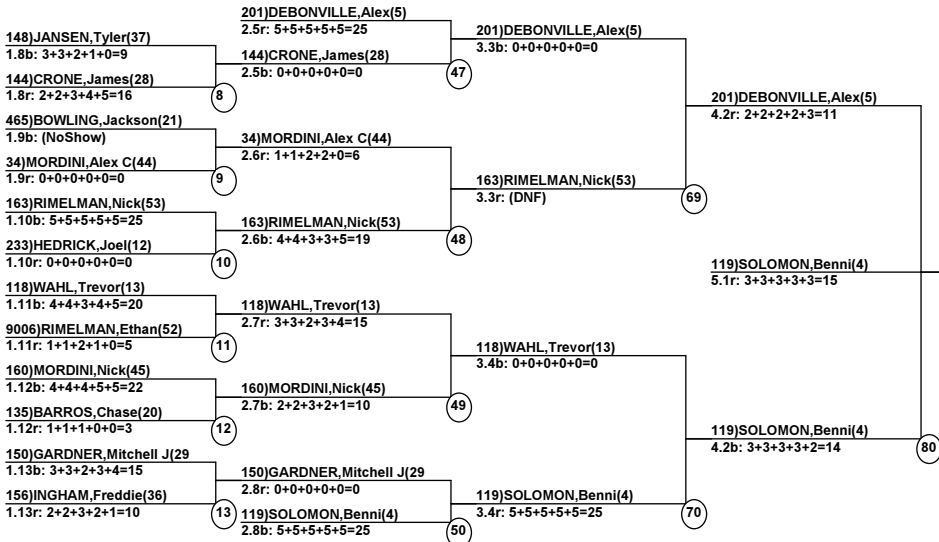 148)JANSEN,Tyler(37)
1.8b: 3+3+2+1+0=9
144)CRONE,James(28)
1.8r: 2+2+3+4+5=16
8
465)BOWLING,Jackson(21)
1.9b: (NoShow)
34)MORDINI,Alex C(44)
1.9r: 0+0+0+0+0=0
9
163)RIMELMAN,Nick(53)
1.10b: 5+5+5+5+5=25
233)HEDRICK,Joel(12)
1.10r: 0+0+0+0+0=0
10
118)WAHL,Trevor(13)
1.11b: 4+4+3+4+5=20
9006)RIMELMAN,Ethan(52)
1.11r: 1+1+2+1+0=5
11
160)MORDINI,Nick(45)
1.12b: 4+4+4+5+5=22
135)BARROS,Chase(20)
1.12r: 1+1+1+0+0=3
12
150)GARDNER,Mitchell J(29
1.13b: 3+3+2+3+4=15
156)INGHAM,Freddie(36)
1.13r: 2+2+3+2+1=10
13
201)DEBONVILLE,Alex(5)
2.5r: 5+5+5+5+5=25
144)CRONE,James(28)
2.5b: 0+0+0+0+0=0
47
34)MORDINI,Alex C(44)
2.6r: 1+1+2+2+0=6
163)RIMELMAN,Nick(53)
2.6b: 4+4+3+3+5=19
48
118)WAHL,Trevor(13)
2.7r: 3+3+2+3+4=15
160)MORDINI,Nick(45)
2.7b: 2+2+3+2+1=10
49
150)GARDNER,Mitchell J(29
2.8r: 0+0+0+0+0=0
119)SOLOMON,Benni(4)
2.8b: 5+5+5+5+5=25
50
201)DEBONVILLE,Alex(5)
3.3b: 0+0+0+0+0=0
163)RIMELMAN,Nick(53)
3.3r: (DNF)
69
118)WAHL,Trevor(13)
3.4b: 0+0+0+0+0=0
119)SOLOMON,Benni(4)
3.4r: 5+5+5+5+5=25
70
201)DEBONVILLE,Alex(5)
4.2r: 2+2+2+2+3=11
119)SOLOMON,Benni(4)
4.2b: 3+3+3+3+2=14
80
119)SOLOMON,Benni(4)
5.1r: 3+3+3+3+3=15